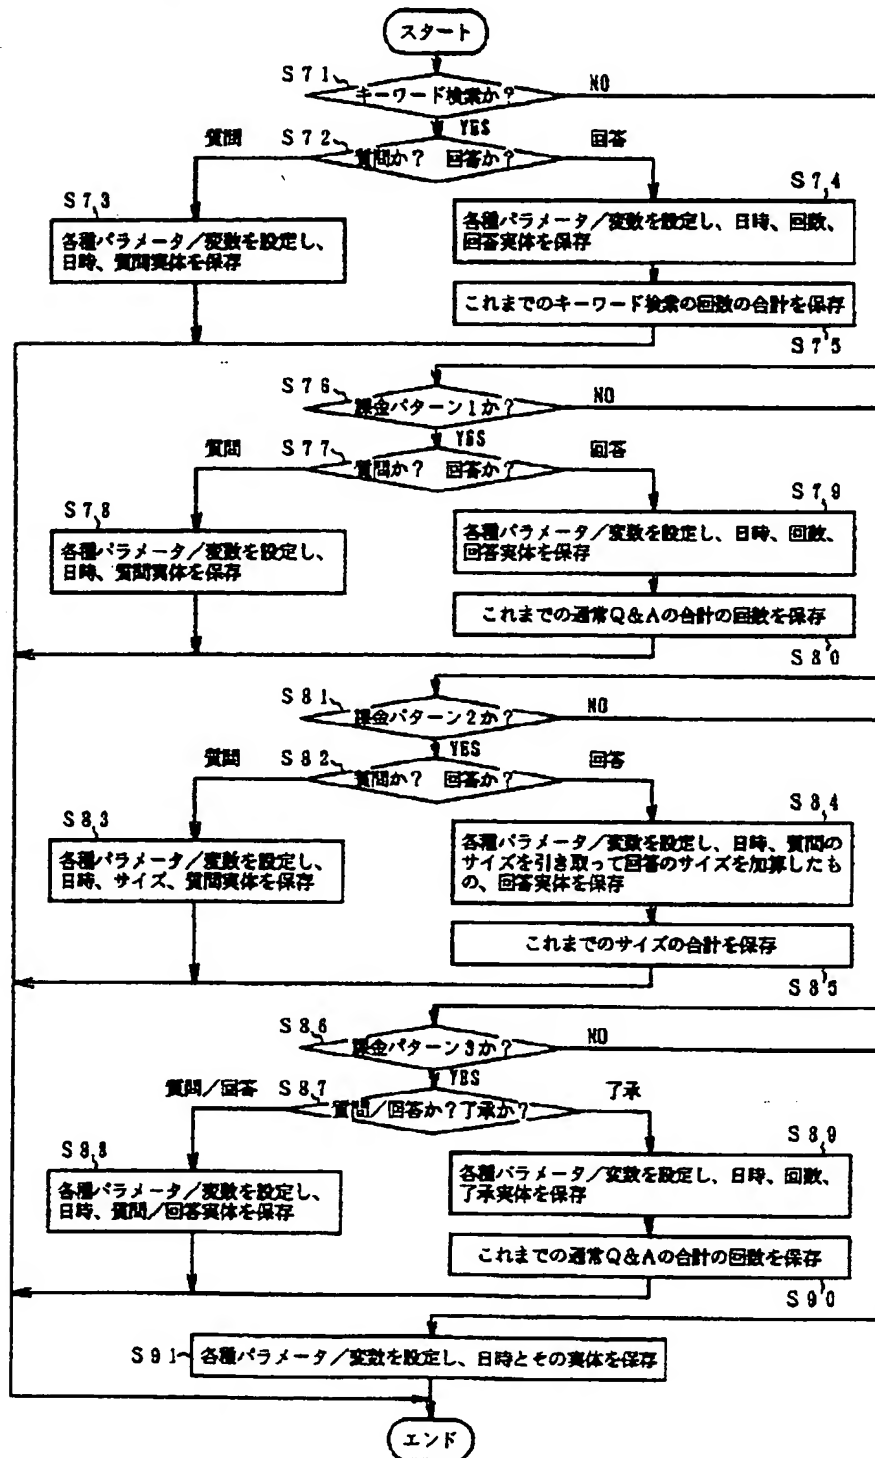 スタート
S71
キーワード検索か?
NO
YES
質問
S72
質問か? 回答か?
回答
S73
各種パラメータ/変数を設定し、
日時、質問実体を保存
S74
各種パラメータ/変数を設定し、日時、回数、
回答実体を保存
これまでのキーワード検索の回数の合計を保存
S75
S76
課金パターン1か?
NO
YES
質問
S77
質問か? 回答か?
回答
S78
各種パラメータ/変数を設定し、
日時、質問実体を保存
S79
各種パラメータ/変数を設定し、日時、回数、
回答実体を保存
これまでの通常Q&Aの合計の回数を保存
S80
S81
課金パターン2か?
NO
YES
質問
S82
質問か? 回答か?
回答
S83
各種パラメータ/変数を設定し、
日時、サイズ、質問実体を保存
S84
各種パラメータ/変数を設定し、日時、質問の
サイズを引き取って回答のサイズを加算したも
の、回答実体を保存
これまでのサイズの合計を保存
S85
S86
課金パターン3か?
NO
YES
質問/回答
S87
質問/回答か?了承か?
了承
S88
各種パラメータ/変数を設定し、
日時、質問/回答実体を保存
S89
各種パラメータ/変数を設定し、日時、回数、
了承実体を保存
これまでの通常Q&Aの合計の回数を保存
S90
S91
各種パラメータ/変数を設定し、日時とその実体を保存
エンド